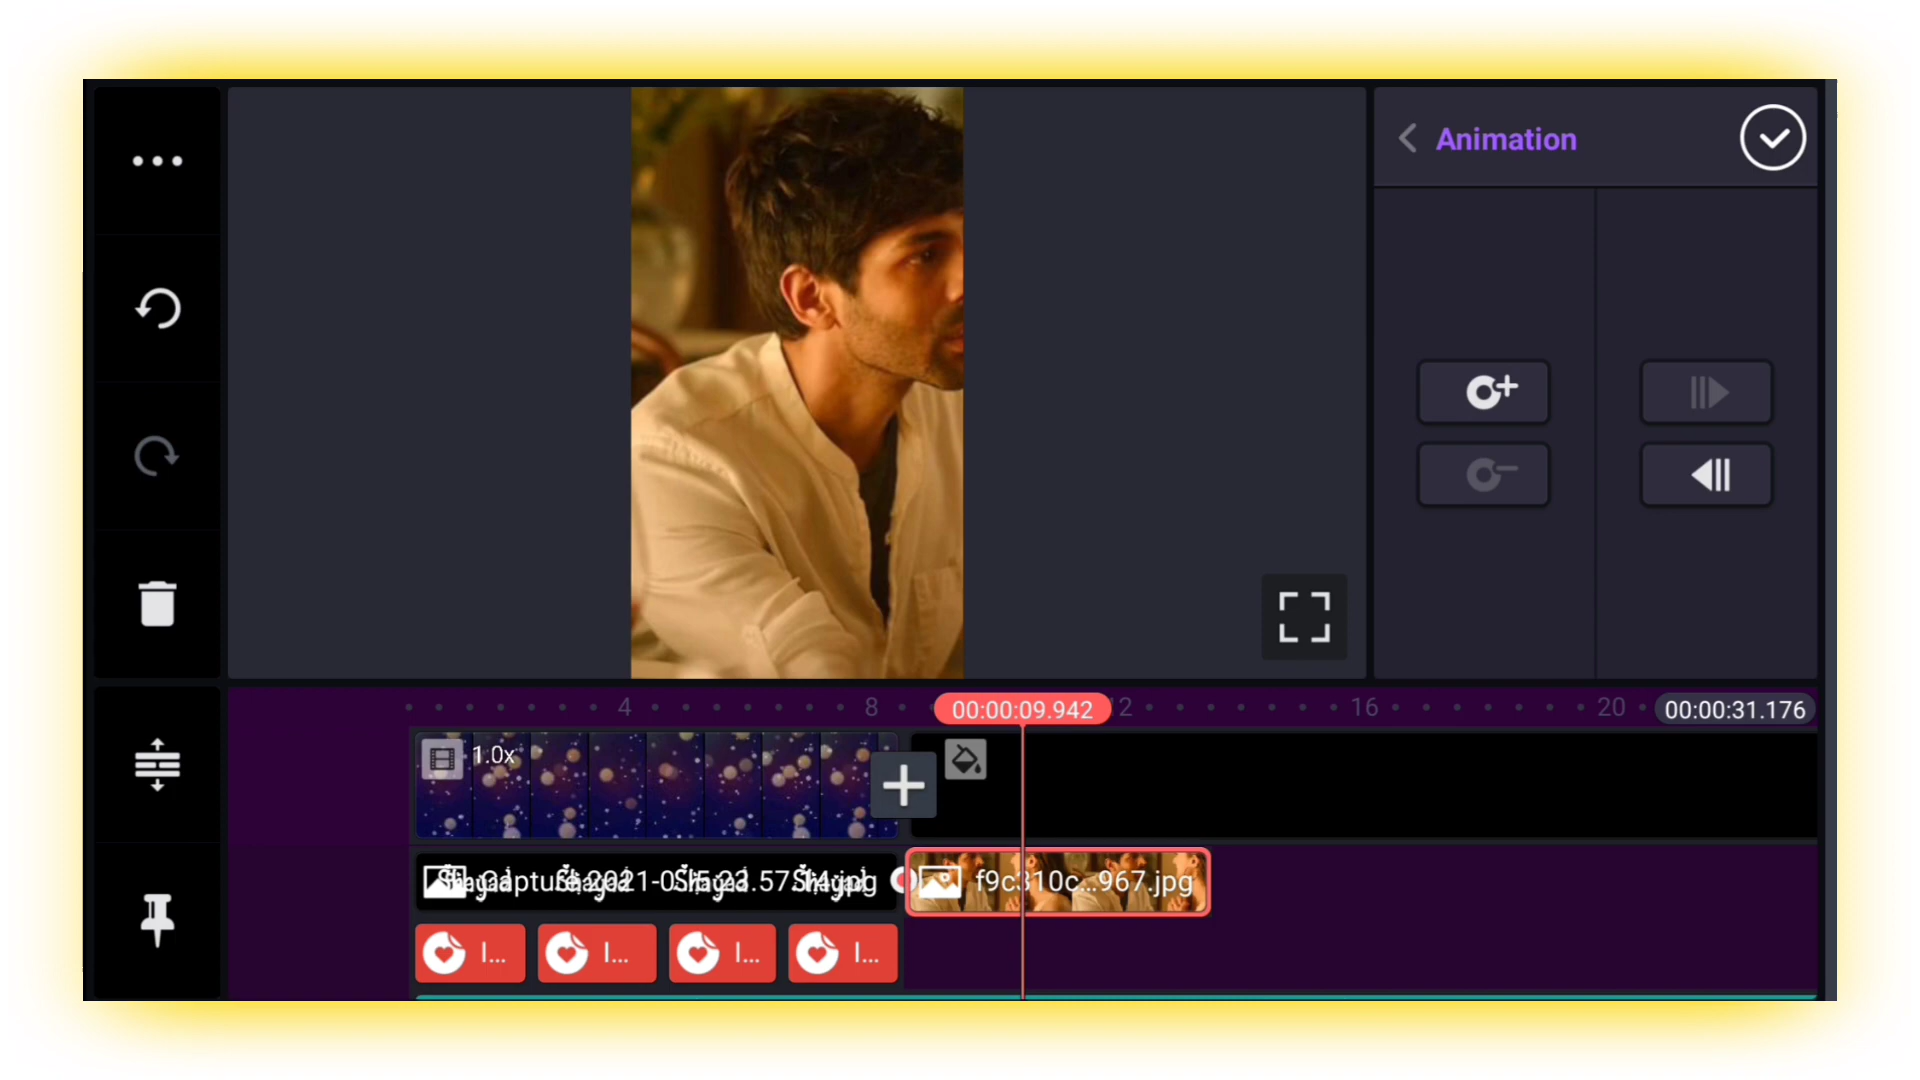 Animation
4
8
00:00:09.942
16
20
00:00:31.176
1.0x
f9c310c...967.jpg
I...
I...
I...
I...